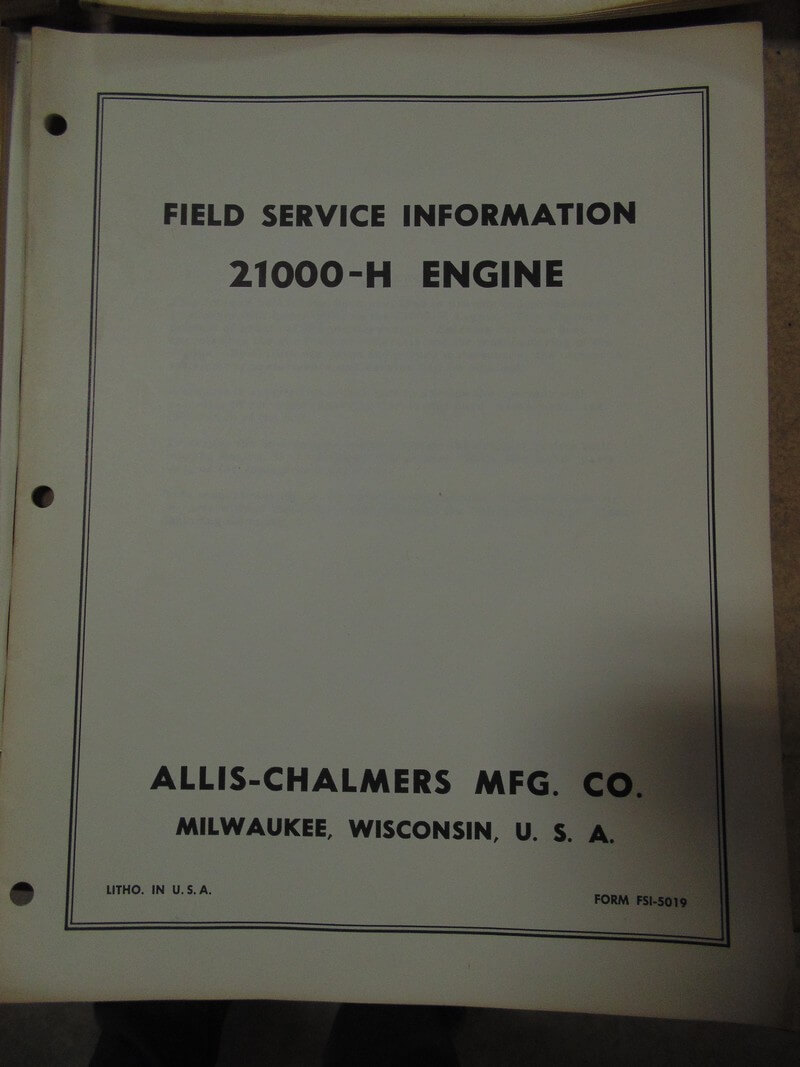 FIELD SERVICE INFORMATION
21000-H ENGINE
ALLIS-CHALMERS MFG. CO.
MILWAUKEE, WISCONSIN, U. S. A.
LITHO. IN U. S. A.
FORM FSI-5019